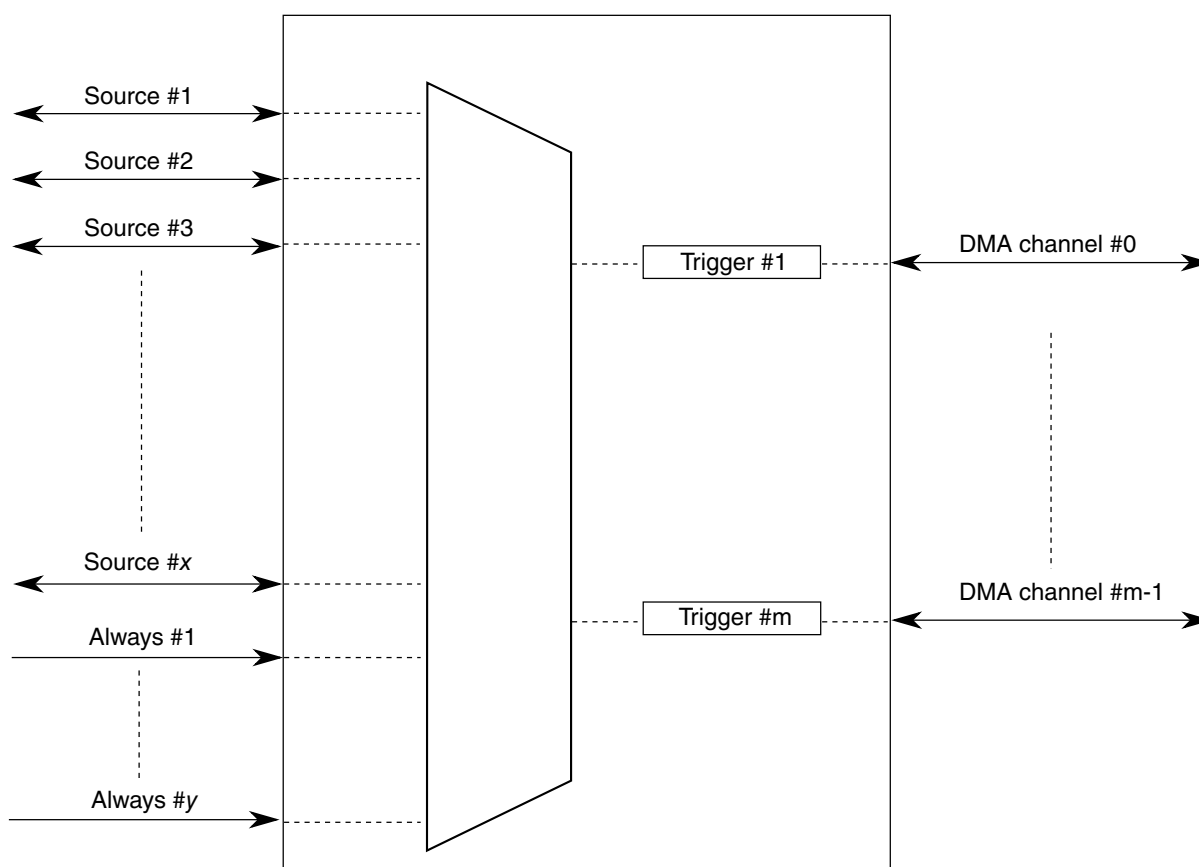 Source #1
Source #2
Source #3
Source #x
Always #1
Always #y
Trigger #1
Trigger #m
DMA channel #0
DMA channel #m-1